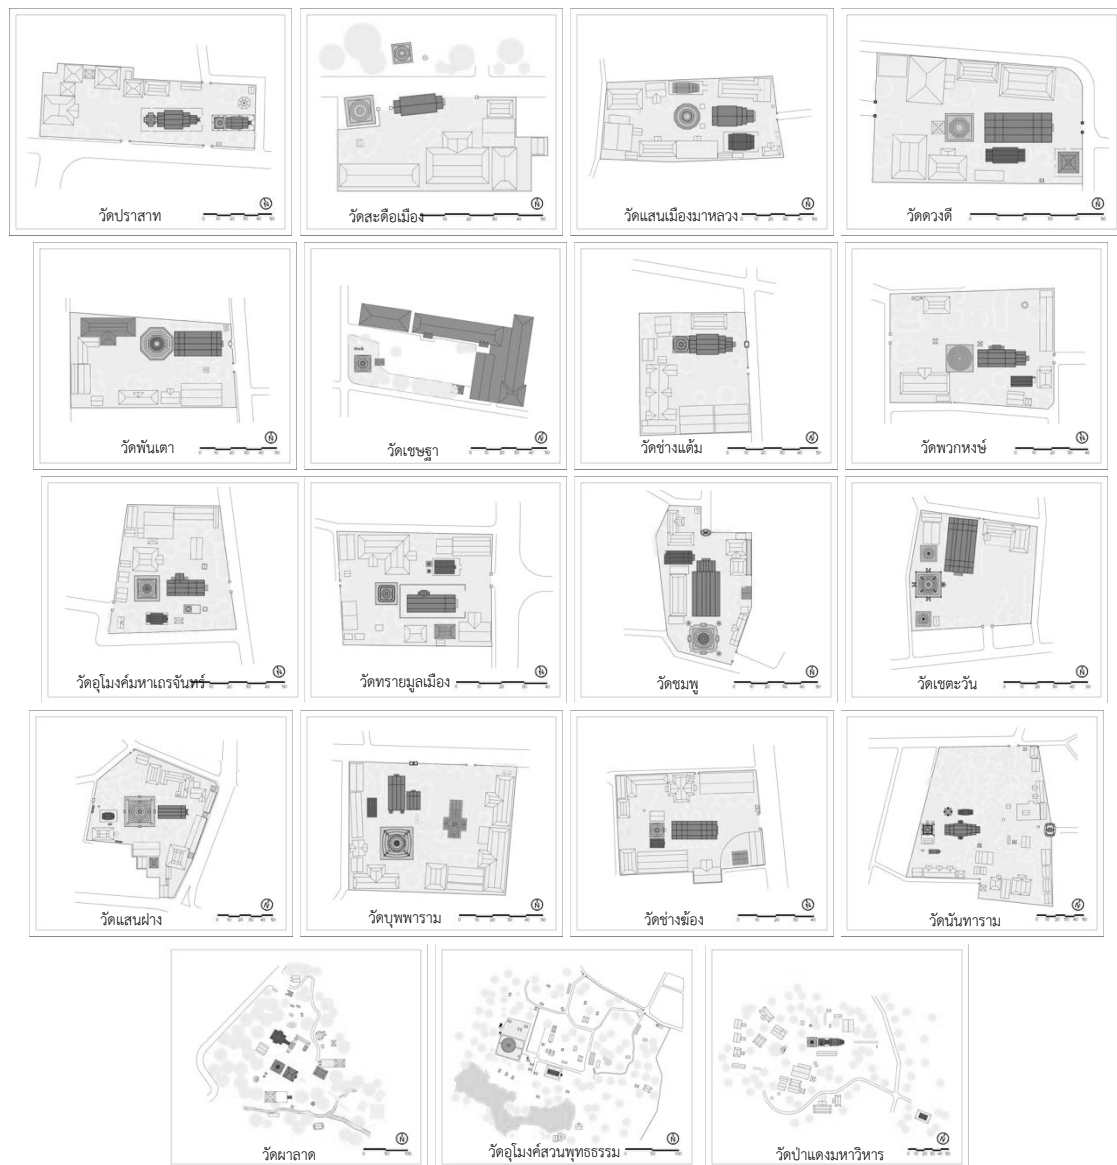 วัดปราสาท
วัดสะดือเมือง
วัดแสนเมืองมาหลวง
วัดดวงดี
วัดพันเตา
วัดเชษฐา
วัดช่างแต้ม
วัดพวกหงษ์
วัดอุโมงค์มหาเถรจันทร์
วัดทรายมูลเมือง
วัดชมพู
วัดเชตะวัน
วัดแสนฝาง
วัดบุพพาราม
วัดช่างฆ้อง
วัดนันทาราม
วัดผาลาด
วัดอุโมงค์สวนพุทธธรรม
วัดป่าแดงมหาวิหาร